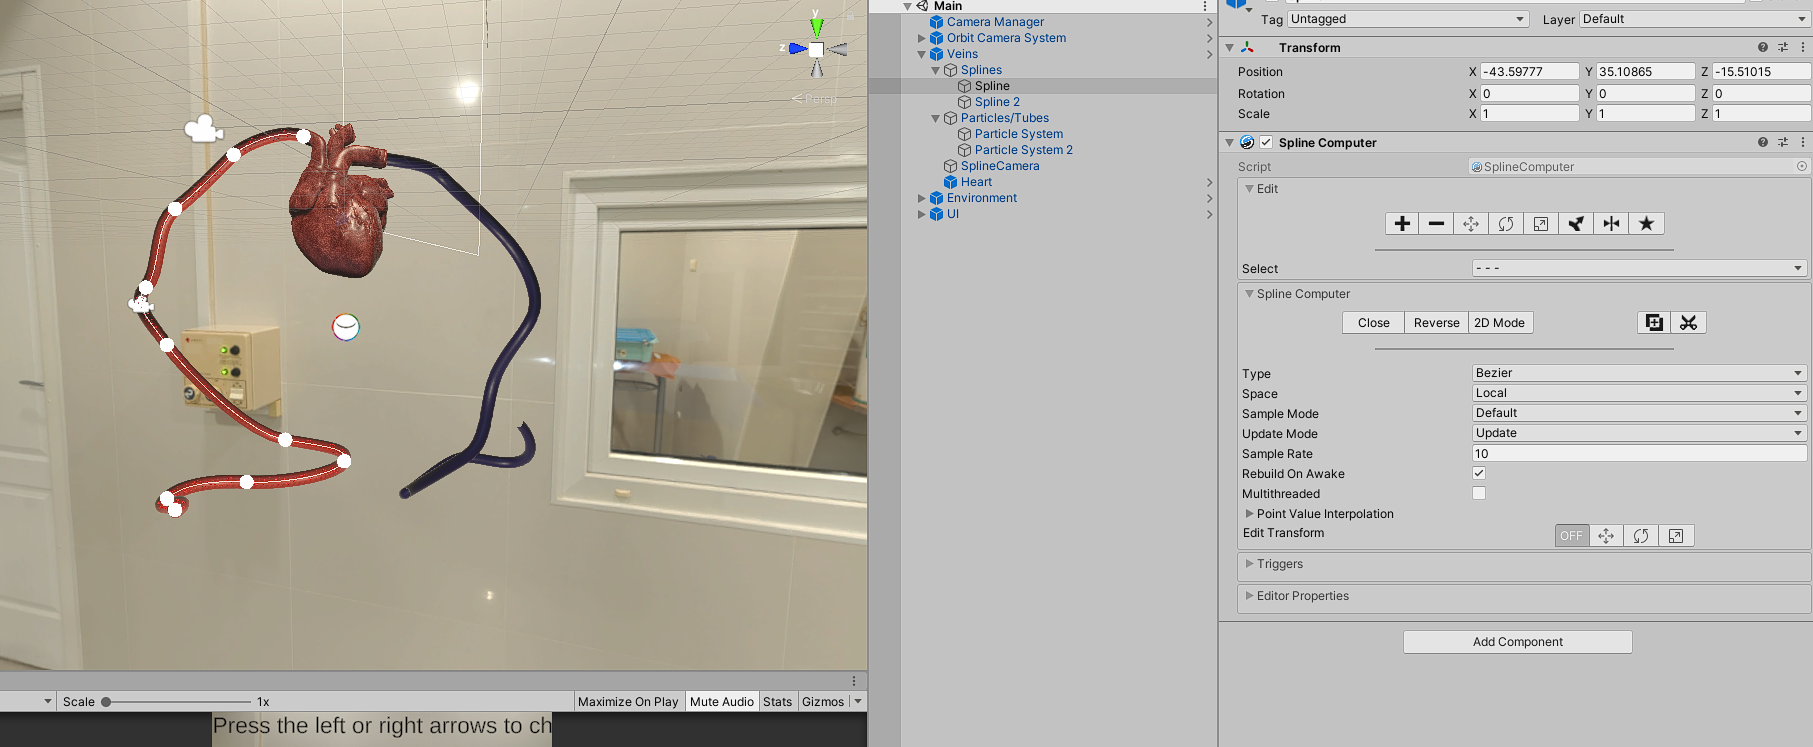 y
z
Persp
Scale
1x
Maximize On Play
Mute Audio
Stats
Gizmos
Press the left or right arrows to ch
Main
Camera Manager
Orbit Camera System
Veins
Splines
Spline
Spline 2
Particles/Tubes
Particle System
Particle System 2
SplineCamera
Heart
Environment
UI
Tag Untagged Layer Default
Transform
Position X -43.59777 Y 35.10865 Z -15.51015
Rotation X 0 Y 0 Z 0
Scale X 1 Y 1 Z 1
Spline Computer
Script SplineComputer
Edit
Select - - -
Spline Computer
Close Reverse 2D Mode
Type Bezier
Space Local
Sample Mode Default
Update Mode Update
Sample Rate 10
Rebuild On Awake
Multithreaded
Point Value Interpolation
Edit Transform OFF
Triggers
Editor Properties
Add Component